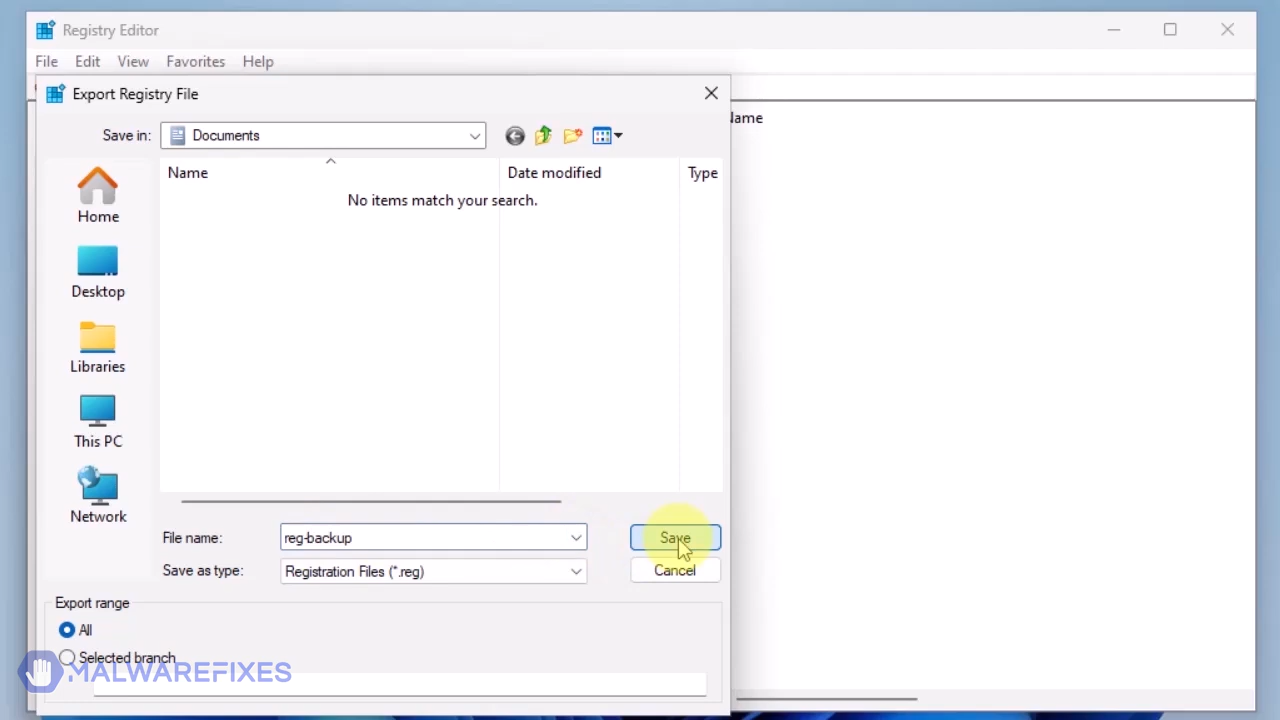 Registry Editor
File Edit View Favorites Help
Export Registry File
Save in: Documents
Name Date modified Type
No items match your search.
Home
Desktop
Libraries
This PC
Network
File name: reg-backup Save
Save as type: Registration Files (*.reg) Cancel
Export range
All
Selected branch
MALWAREFIXES